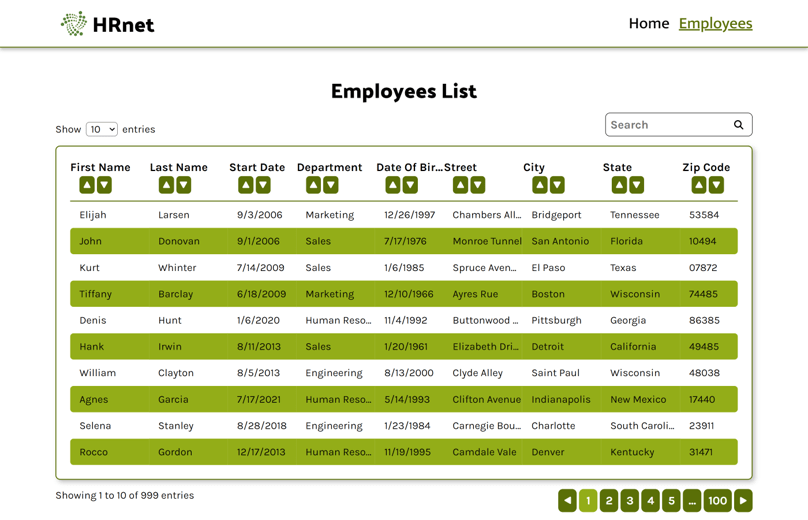 HRnet
Home Employees
Employees List
Show 10 entries
Search
First Name Last Name Start Date Department Date Of Bir... Street City State Zip Code
Elijah Larsen 9/3/2006 Marketing 12/26/1997 Chambers All... Bridgeport Tennessee 53584
John Donovan 9/1/2006 Sales 7/17/1976 Monroe Tunnel San Antonio Florida 10494
Kurt Whinter 7/14/2009 Sales 1/6/1985 Spruce Aven... El Paso Texas 07872
Tiffany Barclay 6/18/2009 Marketing 12/10/1966 Ayres Rue Boston Wisconsin 74485
Denis Hunt 1/6/2020 Human Reso... 11/4/1992 Buttonwood ... Pittsburgh Georgia 86385
Hank Irwin 8/11/2013 Sales 1/20/1961 Elizabeth Dri... Detroit California 49485
William Clayton 8/5/2013 Engineering 8/13/2000 Clyde Alley Saint Paul Wisconsin 48038
Agnes Garcia 7/17/2021 Human Reso... 5/14/1993 Clifton Avenue Indianapolis New Mexico 17440
Selena Stanley 8/28/2018 Engineering 1/23/1984 Carnegie Bou... Charlotte South Caroli... 23911
Rocco Gordon 12/17/2013 Human Reso... 11/19/1995 Camdale Vale Denver Kentucky 31471
Showing 1 to 10 of 999 entries
1 2 3 4 5 ... 100